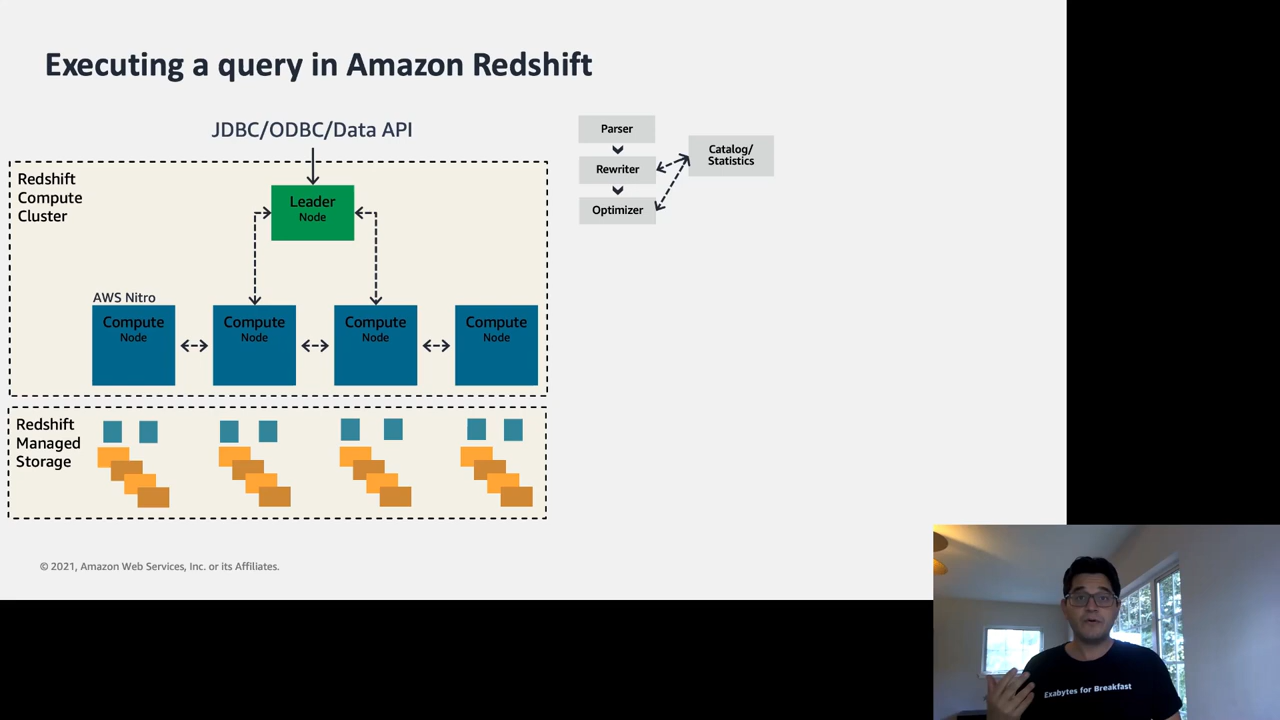 Executing a query in Amazon Redshift
JDBC/ODBC/Data API
Redshift
Compute
Cluster
Leader
Node
AWS Nitro
Compute
Node
Compute
Node
Compute
Node
Compute
Node
Redshift
Managed
Storage
Parser
Rewriter
Optimizer
Catalog/
Statistics
© 2021, Amazon Web Services, Inc. or its Affiliates.
Exabytes for Breakfast